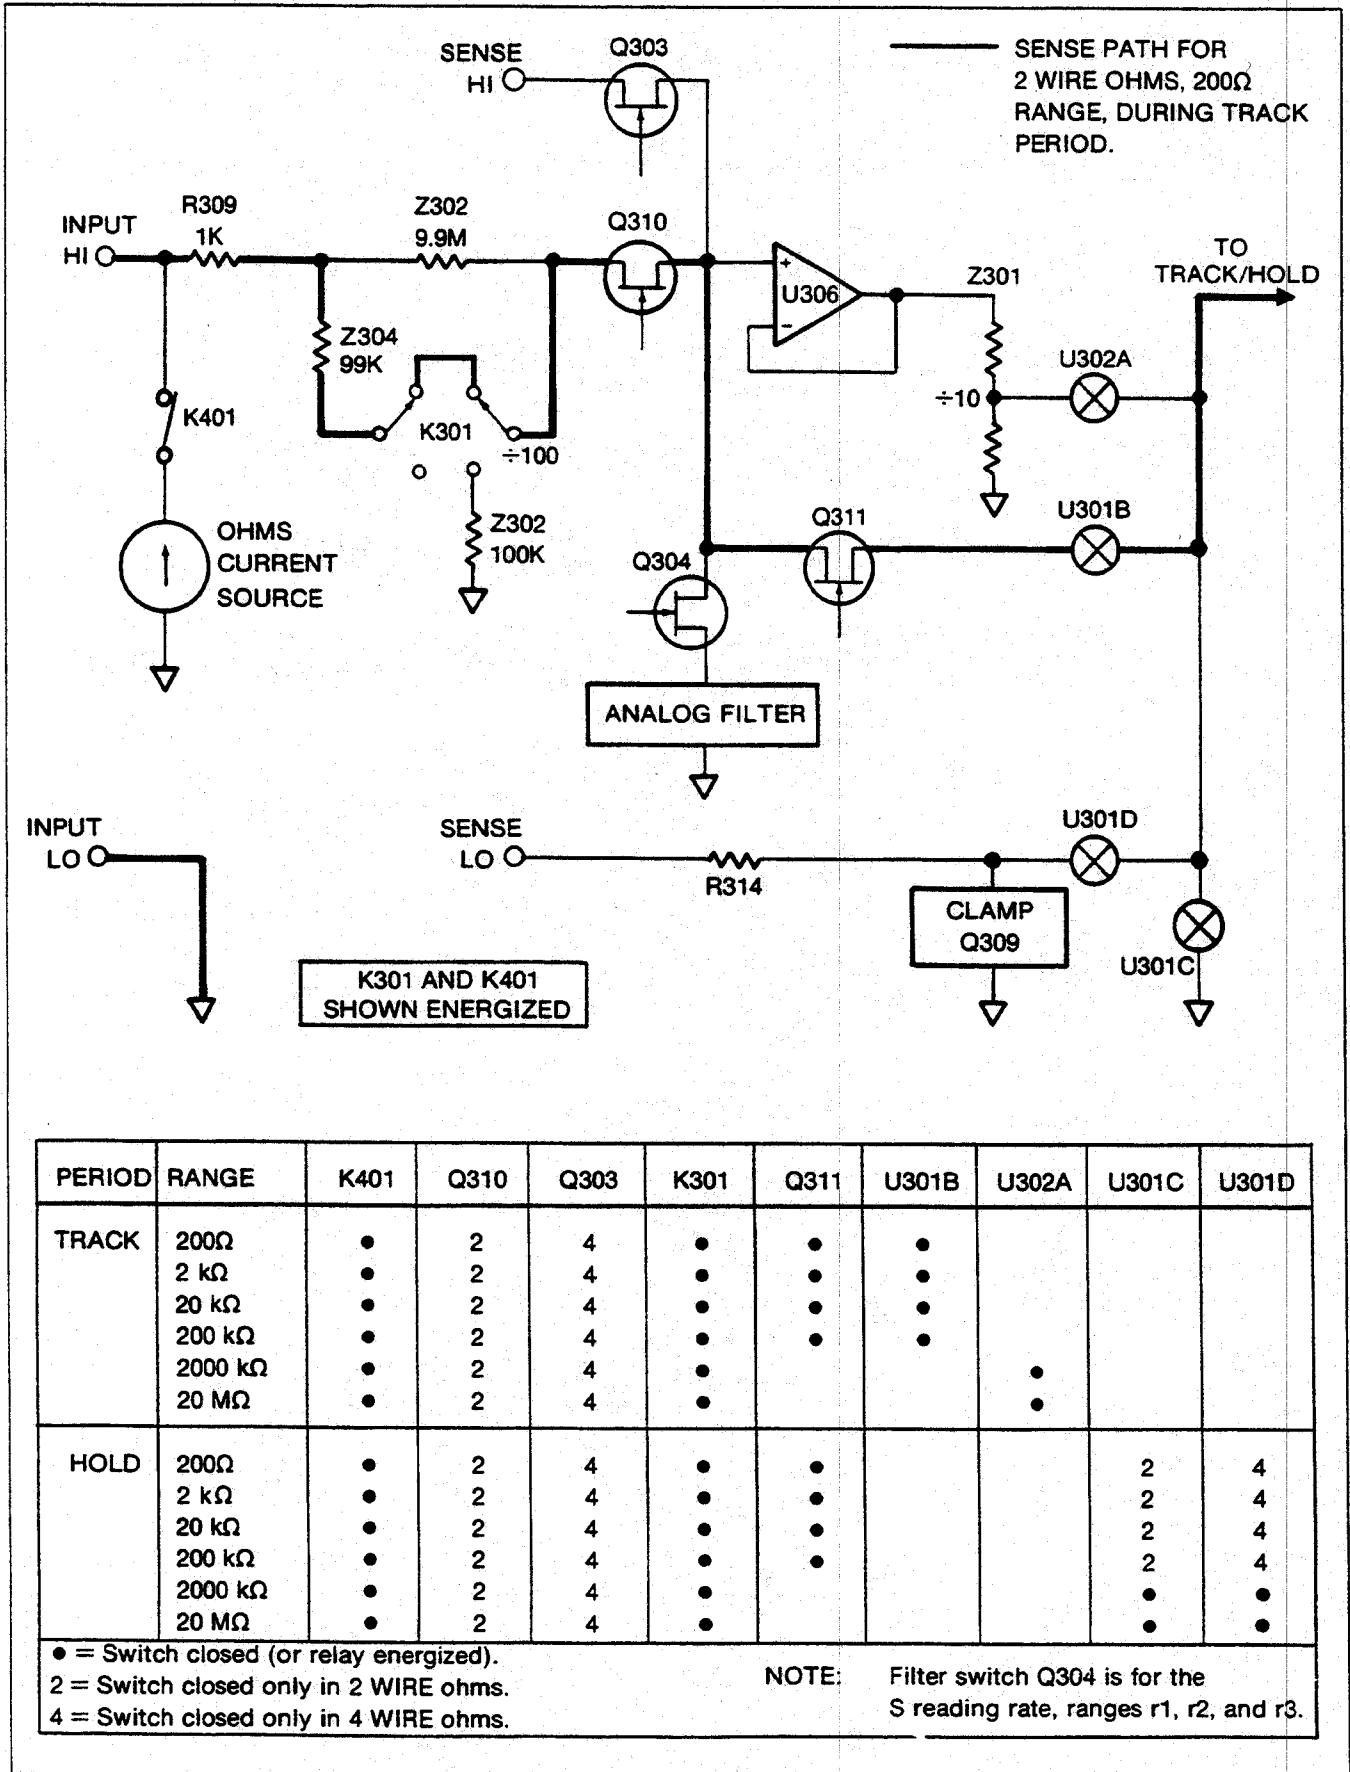 SENSE
HI
Q303
SENSE PATH FOR
2 WIRE OHMS, 200Ω
RANGE, DURING TRACK
PERIOD.
INPUT
HI
R309
1K
Z302
9.9M
Q310
+
U306
−
Z301
TO
TRACK/HOLD
Z304
99K
U302A
÷10
K401
K301
÷100
OHMS
CURRENT
SOURCE
Z302
100K
Q311
U301B
Q304
ANALOG FILTER
INPUT
LO
SENSE
LO
R314
U301D
CLAMP
Q309
U301C
K301 AND K401
SHOWN ENERGIZED
PERIOD RANGE K401 Q310 Q303 K301 Q311 U301B U302A U301C U301D
TRACK 200Ω ● 2 4 ● ● ●
2 kΩ ● 2 4 ● ● ●
20 kΩ ● 2 4 ● ● ●
200 kΩ ● 2 4 ● ● ●
2000 kΩ ● 2 4 ● ●
20 MΩ ● 2 4 ● ●
HOLD 200Ω ● 2 4 ● ● 2 4
2 kΩ ● 2 4 ● ● 2 4
20 kΩ ● 2 4 ● ● 2 4
200 kΩ ● 2 4 ● ● 2 4
2000 kΩ ● 2 4 ● ● ●
20 MΩ ● 2 4 ● ● ●
● = Switch closed (or relay energized).
2 = Switch closed only in 2 WIRE ohms.
4 = Switch closed only in 4 WIRE ohms.
NOTE: Filter switch Q304 is for the
S reading rate, ranges r1, r2, and r3.